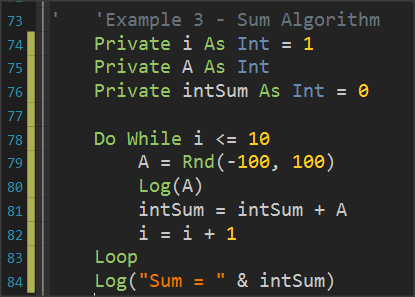 73 '   'Example 3 - Sum Algorithm
74     Private i As Int = 1
75     Private A As Int
76     Private intSum As Int = 0
77
78     Do While i <= 10
79         A = Rnd(-100, 100)
80         Log(A)
81         intSum = intSum + A
82         i = i + 1
83     Loop
84     Log("Sum = " & intSum)